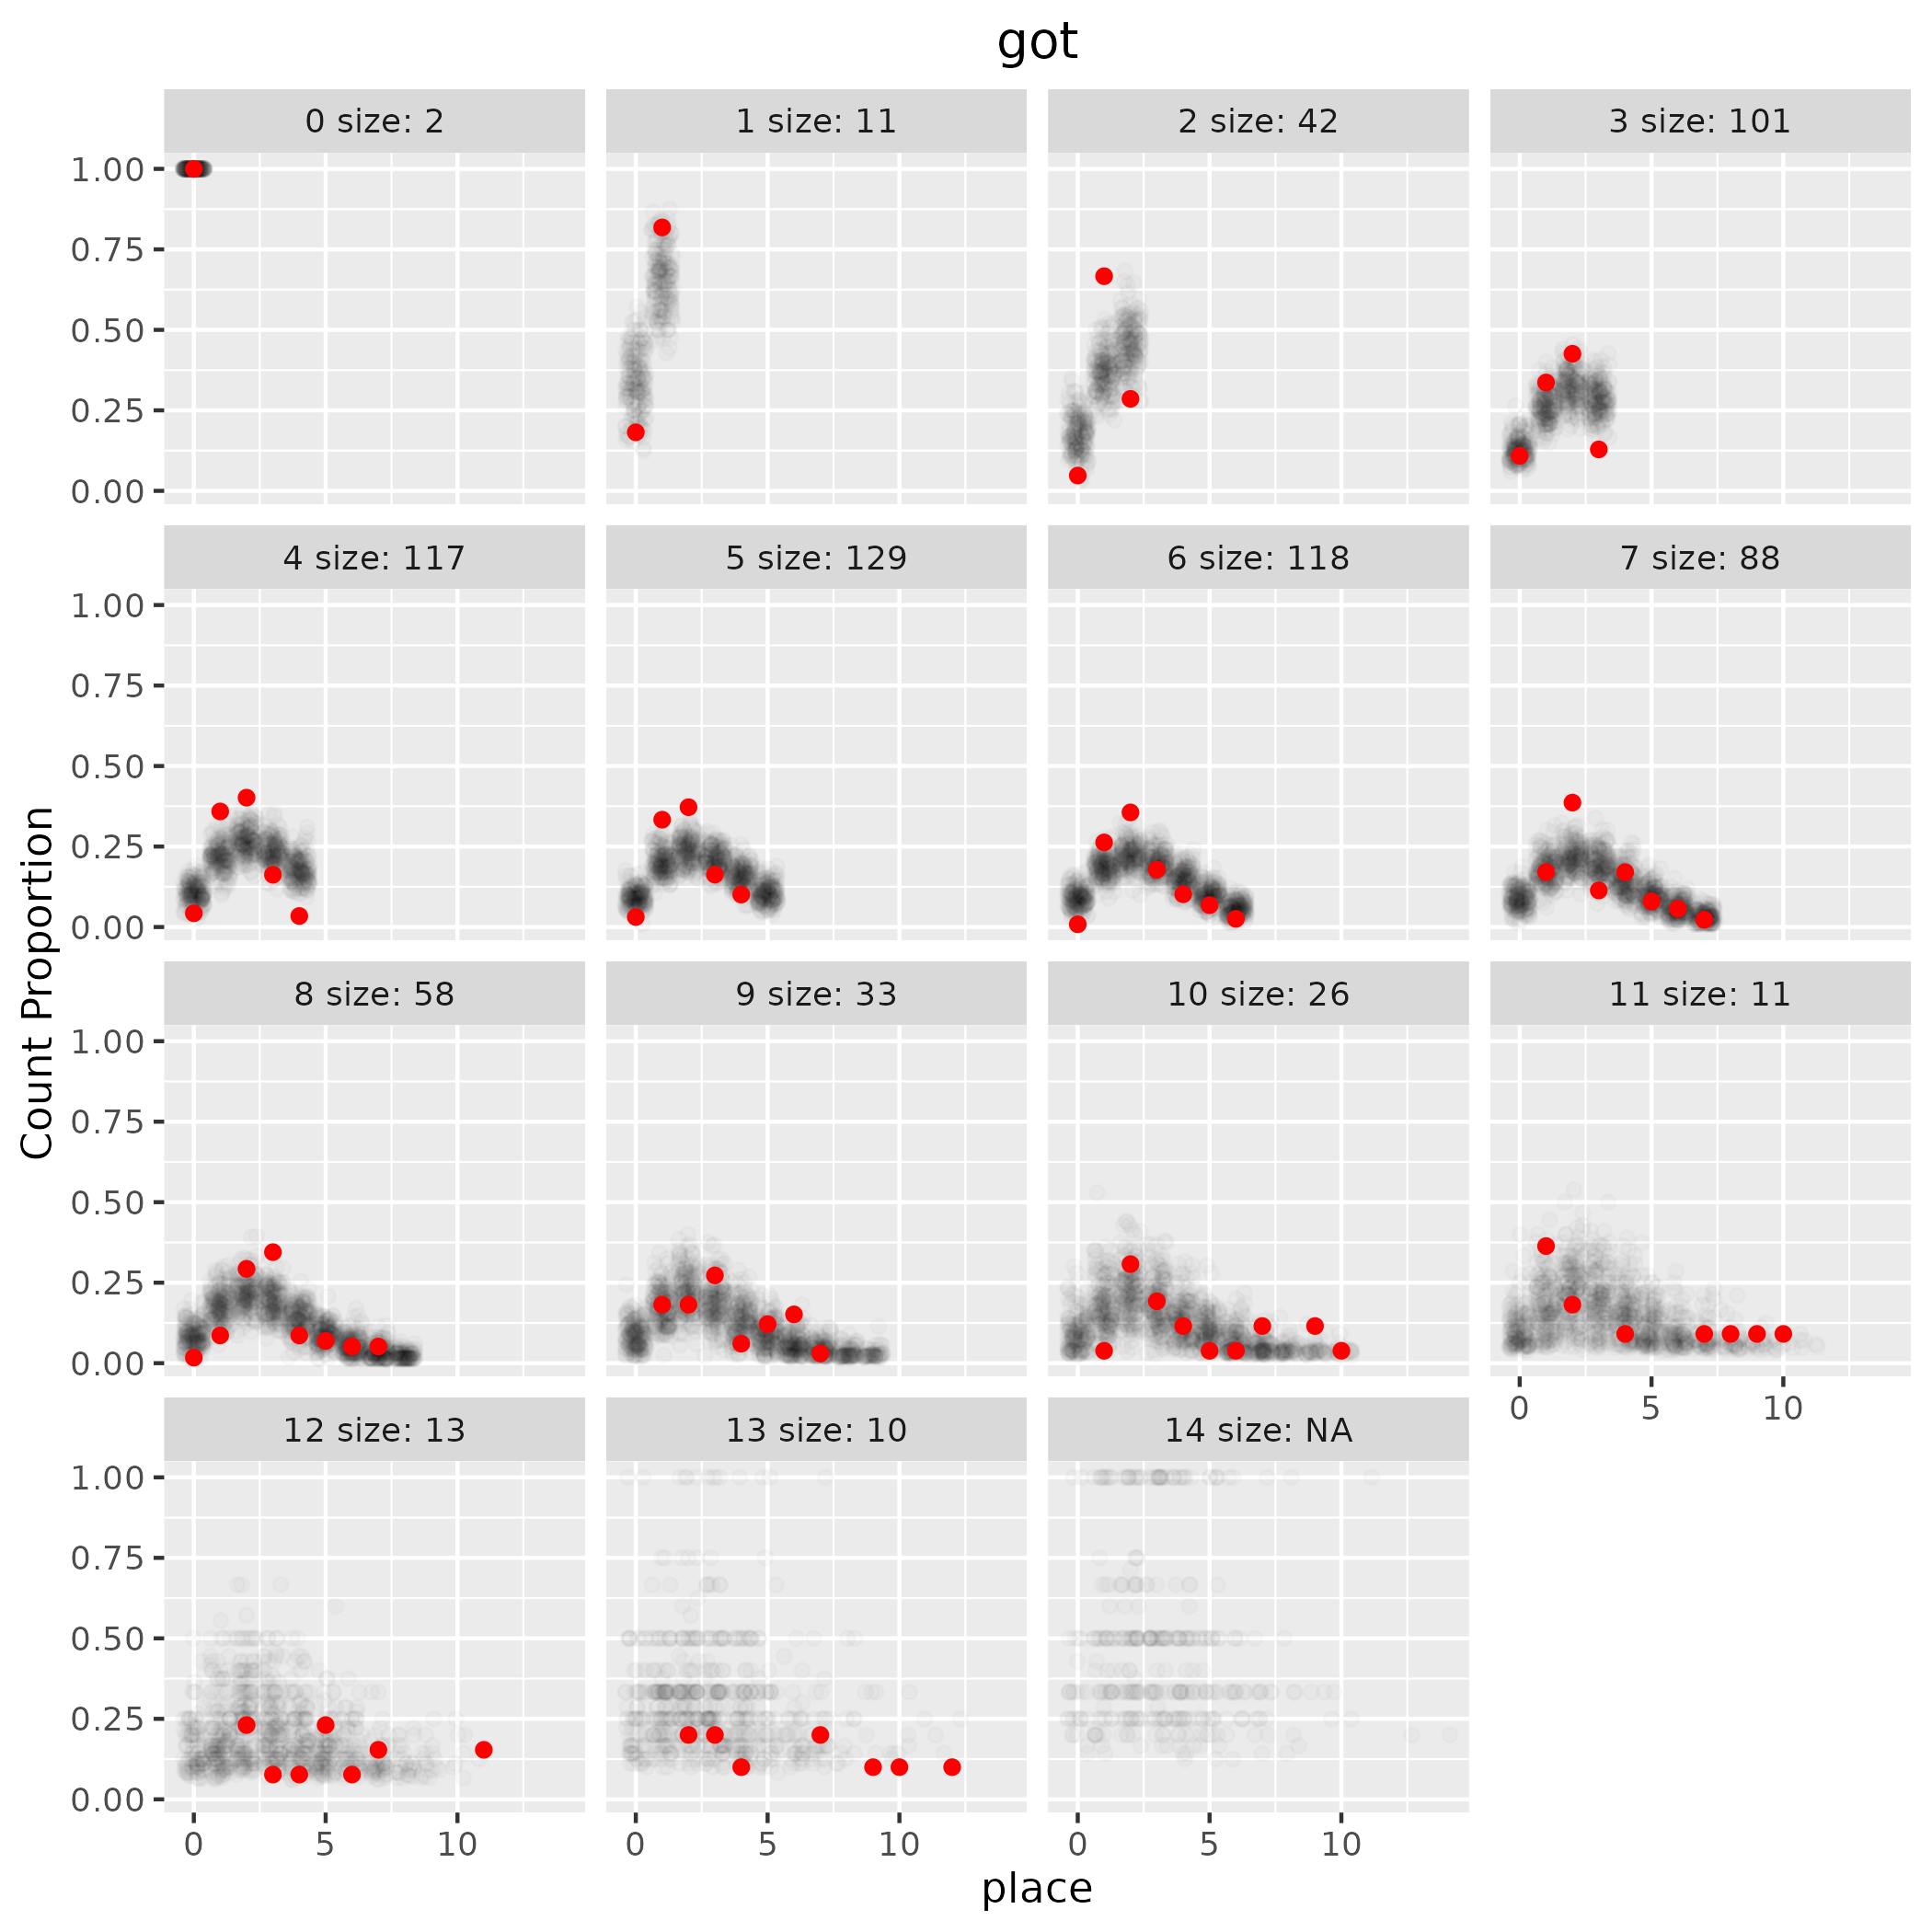 got
0 size: 2
1 size: 11
2 size: 42
3 size: 101
1.00
0.75
0.50
0.25
0.00
4 size: 117
5 size: 129
6 size: 118
7 size: 88
1.00
0.75
0.50
0.25
0.00
Count Proportion
8 size: 58
9 size: 33
10 size: 26
11 size: 11
1.00
0.75
0.50
0.25
0.00
0 5 10
12 size: 13
13 size: 10
14 size: NA
1.00
0.75
0.50
0.25
0.00
0 5 10
0 5 10
0 5 10
place